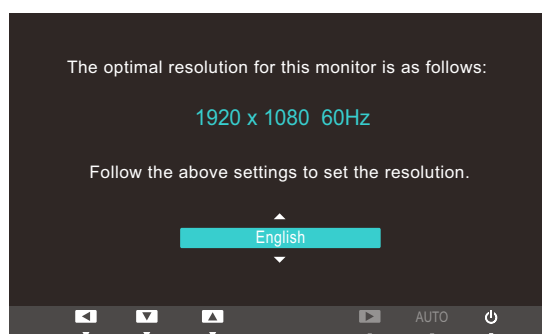 The optimal resolution for this monitor is as follows:
1920 x 1080 60Hz
Follow the above settings to set the resolution.
English
AUTO